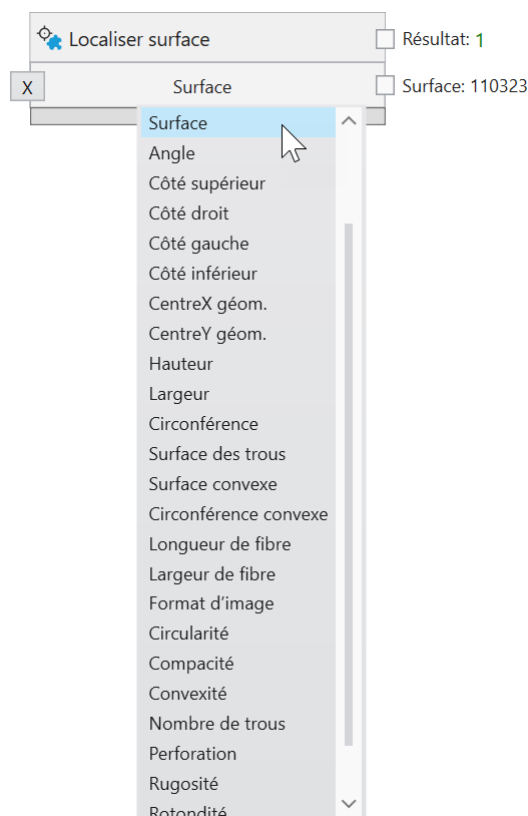 Localiser surface
Résultat: 1
X
Surface
Surface: 110323
Surface
Angle
Côté supérieur
Côté droit
Côté gauche
Côté inférieur
CentreX géom.
CentreY géom.
Hauteur
Largeur
Circonférence
Surface des trous
Surface convexe
Circonférence convexe
Longueur de fibre
Largeur de fibre
Format d’image
Circularité
Compacité
Convexité
Nombre de trous
Perforation
Rugosité
Rotondité